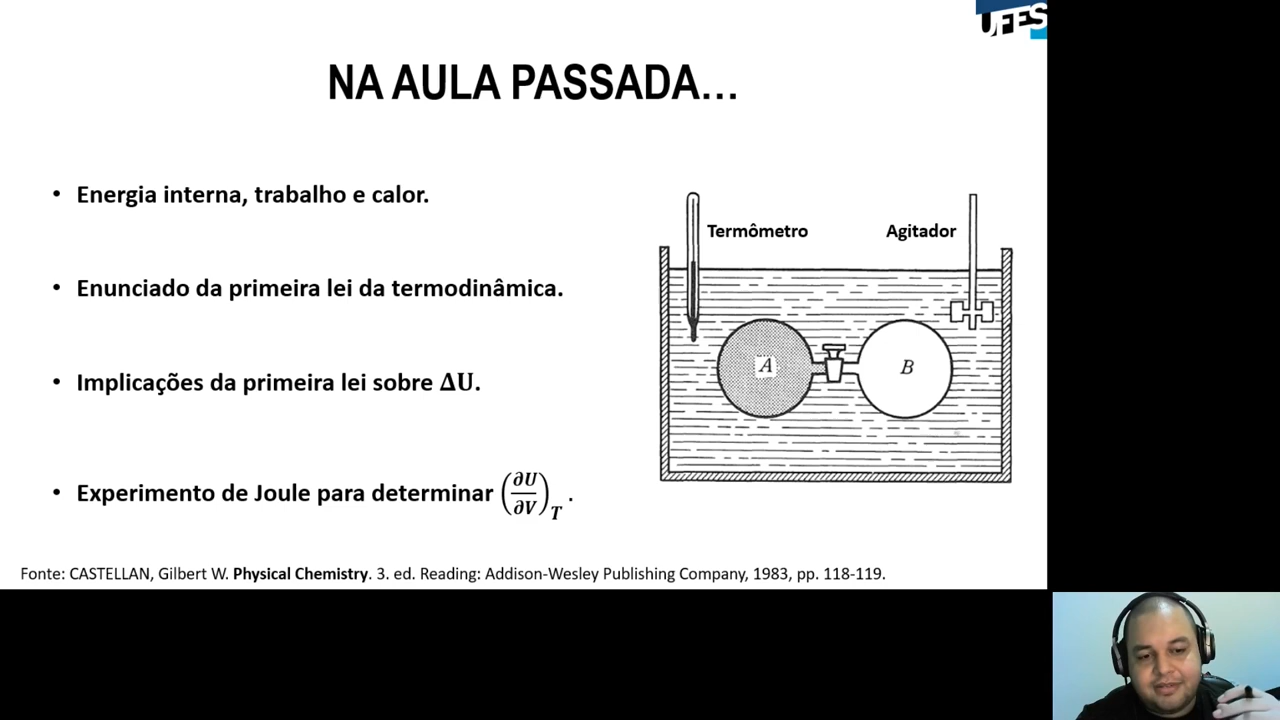 UFES
NA AULA PASSADA...
• Energia interna, trabalho e calor.
• Enunciado da primeira lei da termodinâmica.
• Implicações da primeira lei sobre ΔU.
• Experimento de Joule para determinar (∂U/∂V)_T .
Termômetro
Agitador
A
B
Fonte: CASTELLAN, Gilbert W. Physical Chemistry. 3. ed. Reading: Addison-Wesley Publishing Company, 1983, pp. 118-119.